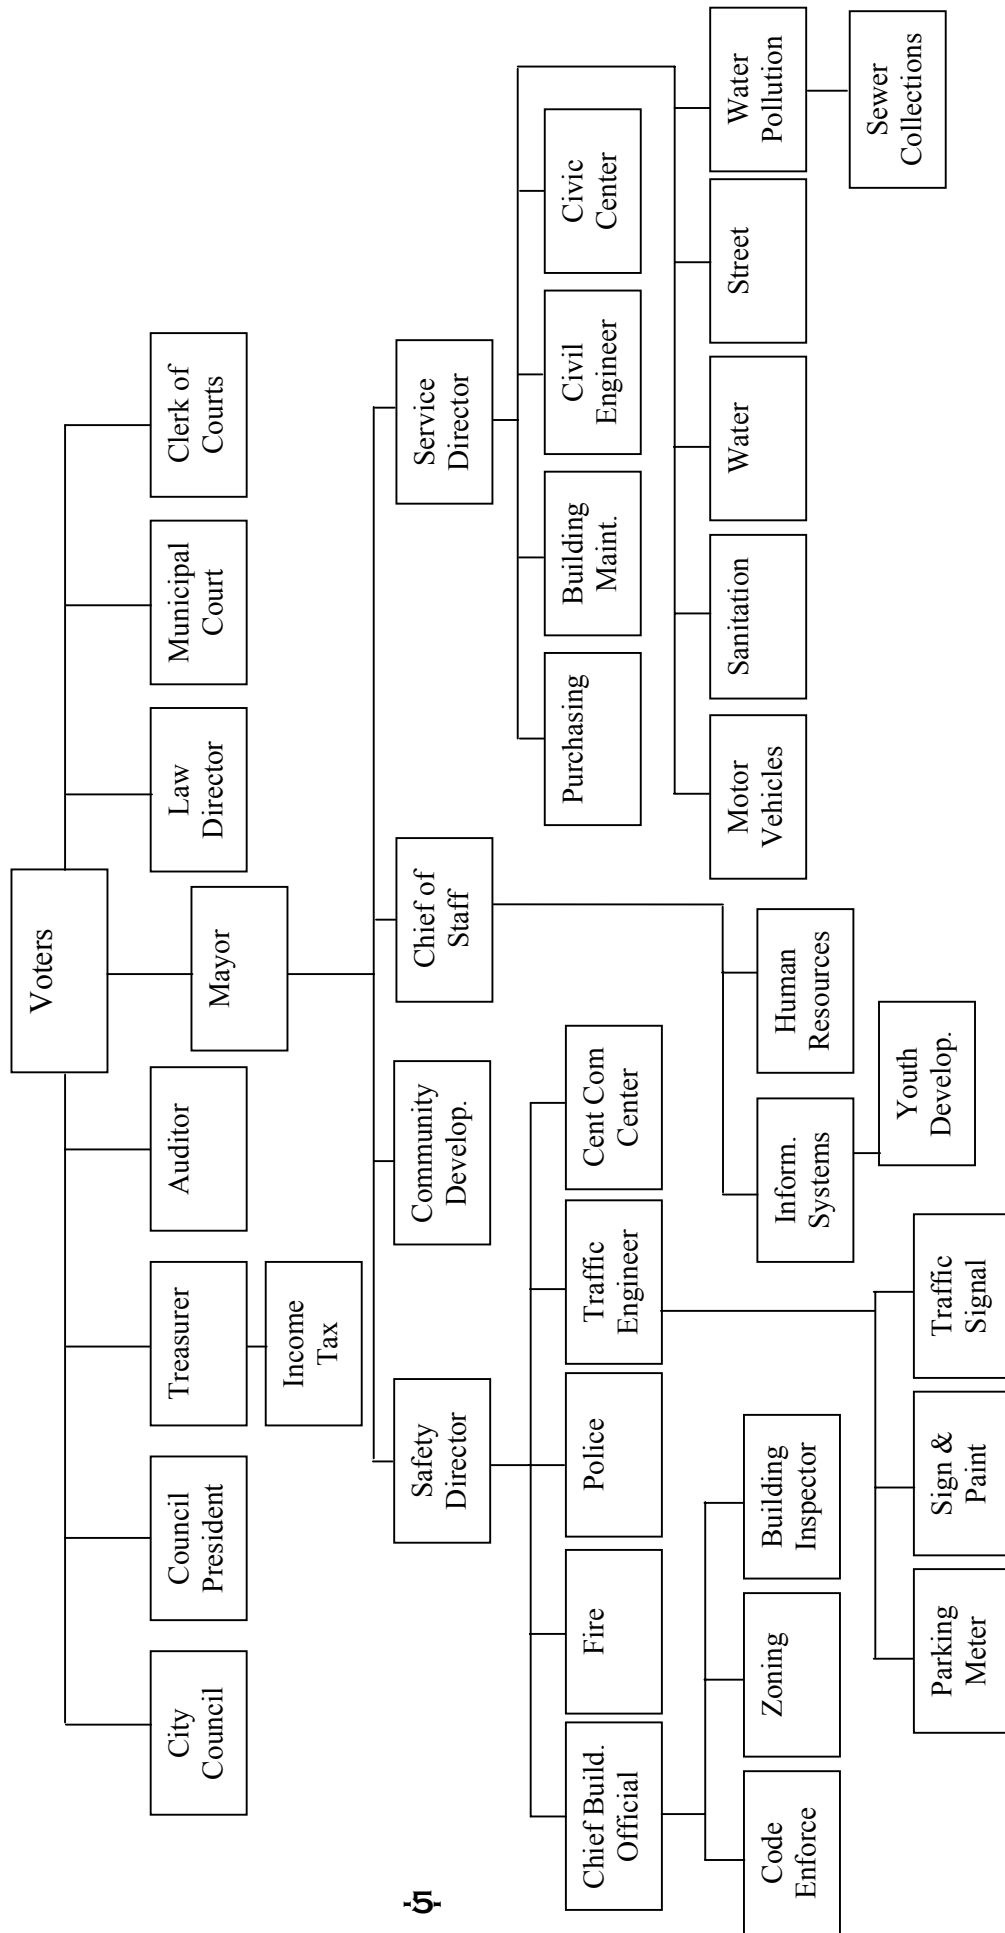 Voters
City
Council
Council
President
Treasurer
Auditor
Law
Director
Municipal
Court
Clerk of
Courts
Mayor
Income
Tax
Safety
Director
Community
Develop.
Chief of
Staff
Service
Director
Purchasing
Building
Maint.
Civil
Engineer
Civic
Center
Chief Build.
Official
Fire
Police
Traffic
Engineer
Cent Com
Center
Motor
Vehicles
Sanitation
Water
Street
Water
Pollution
Code
Enforce
Zoning
Building
Inspector
Inform.
Systems
Human
Resources
Sewer
Collections
Youth
Develop.
Parking
Meter
Sign &
Paint
Traffic
Signal
-5-